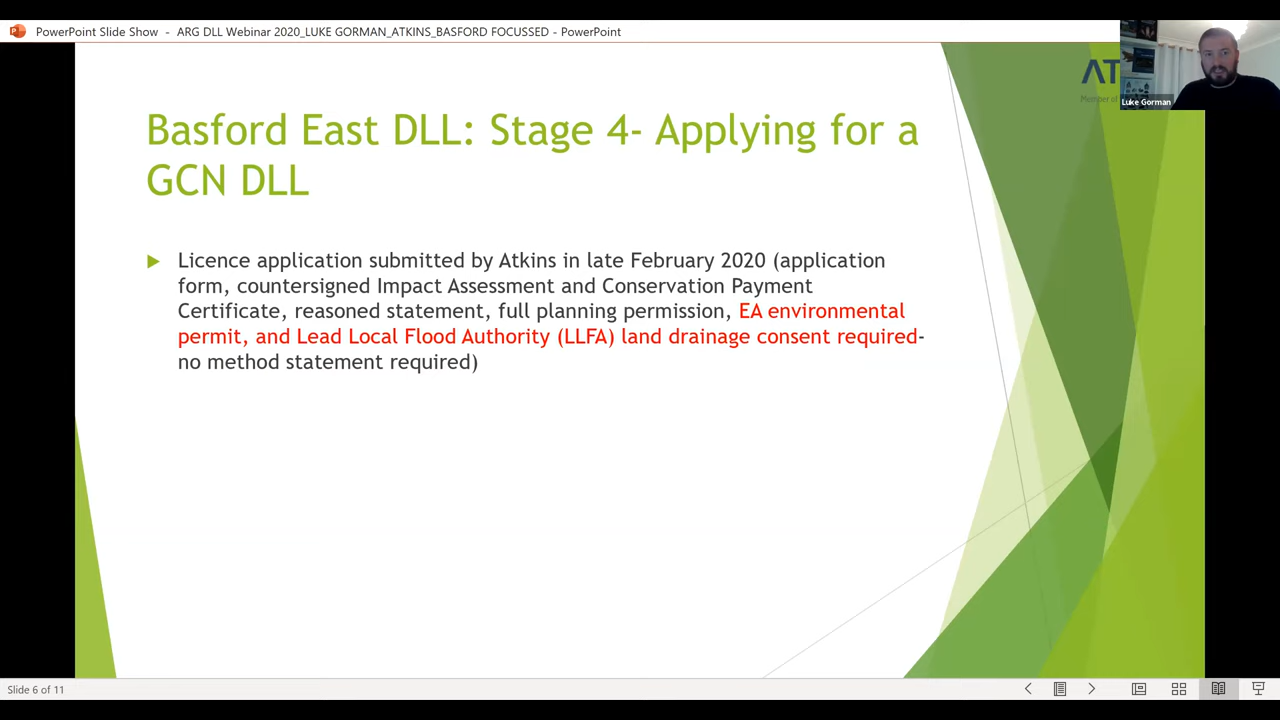 PowerPoint Slide Show - ARG DLL Webinar 2020_LUKE GORMAN_ATKINS_BASFORD FOCUSSED - PowerPoint
AT
Member of
Luke Gorman
Basford East DLL: Stage 4- Applying for a
GCN DLL
Licence application submitted by Atkins in late February 2020 (application
form, countersigned Impact Assessment and Conservation Payment
Certificate, reasoned statement, full planning permission, EA environmental
permit, and Lead Local Flood Authority (LLFA) land drainage consent required-
no method statement required)
Slide 6 of 11